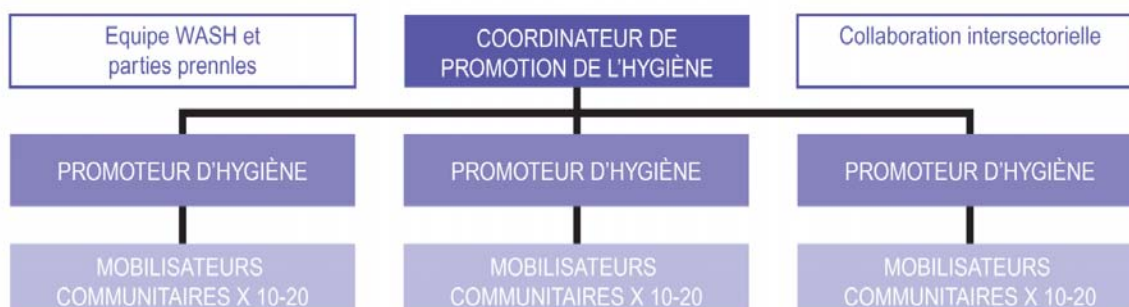 Equipe WASH et
parties prennles
COORDINATEUR DE
PROMOTION DE L'HYGIÈNE
Collaboration intersectorielle
PROMOTEUR D'HYGIÈNE
PROMOTEUR D'HYGIÈNE
PROMOTEUR D'HYGIÈNE
MOBILISATEURS
COMMUNITAIRES X 10-20
MOBILISATEURS
COMMUNITAIRES X 10-20
MOBILISATEURS
COMMUNITAIRES X 10-20